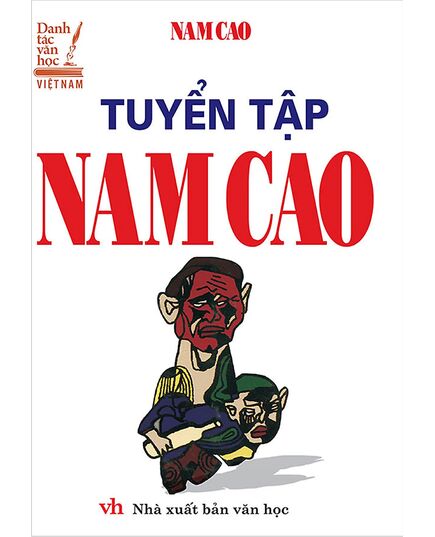 Danh
tác
văn
học
VIỆT NAM
NAM CAO
TUYỂN TẬP
NAM CAO
vh Nhà xuất bản văn học